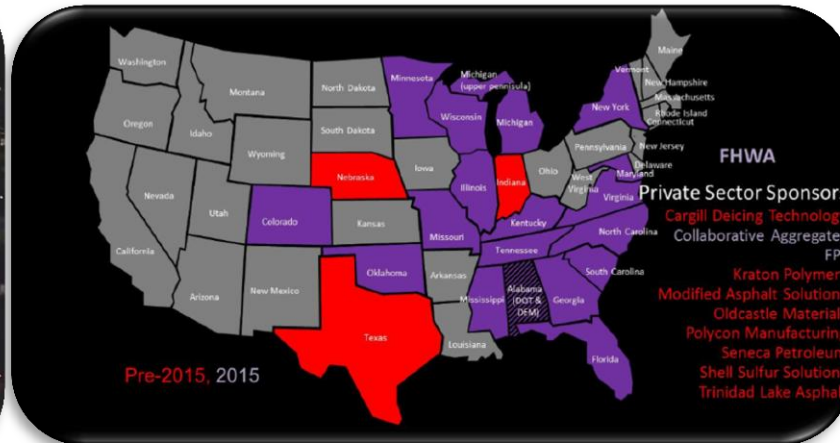 Washington
Montana
North Dakota
Minnesota
Michigan
(upper peninsula)
Maine
Vermont
New Hampshire
Massachusetts
Rhode Island
Connecticut
Oregon
Idaho
South Dakota
Wisconsin
Michigan
New York
Wyoming
Iowa
Pennsylvania
New Jersey
Nebraska
Illinois
Indiana
Ohio
Delaware
Maryland
West
Virginia
Virginia
Nevada
Utah
Colorado
Kansas
Missouri
Kentucky
North Carolina
California
Tennessee
Arizona
New Mexico
Oklahoma
Arkansas
South Carolina
Mississippi
Alabama
(DOT &
DEM)
Georgia
Texas
Louisiana
Florida
Pre-2015, 2015
FHWA
Private Sector Sponsor
Cargill Deicing Technolog
Collaborative Aggregate
FP
Kraton Polymer
Modified Asphalt Solution
Oldcastle Material
Polycon Manufacturin
Seneca Petroleu
Shell Sulfur Solution
Trinidad Lake Asphal